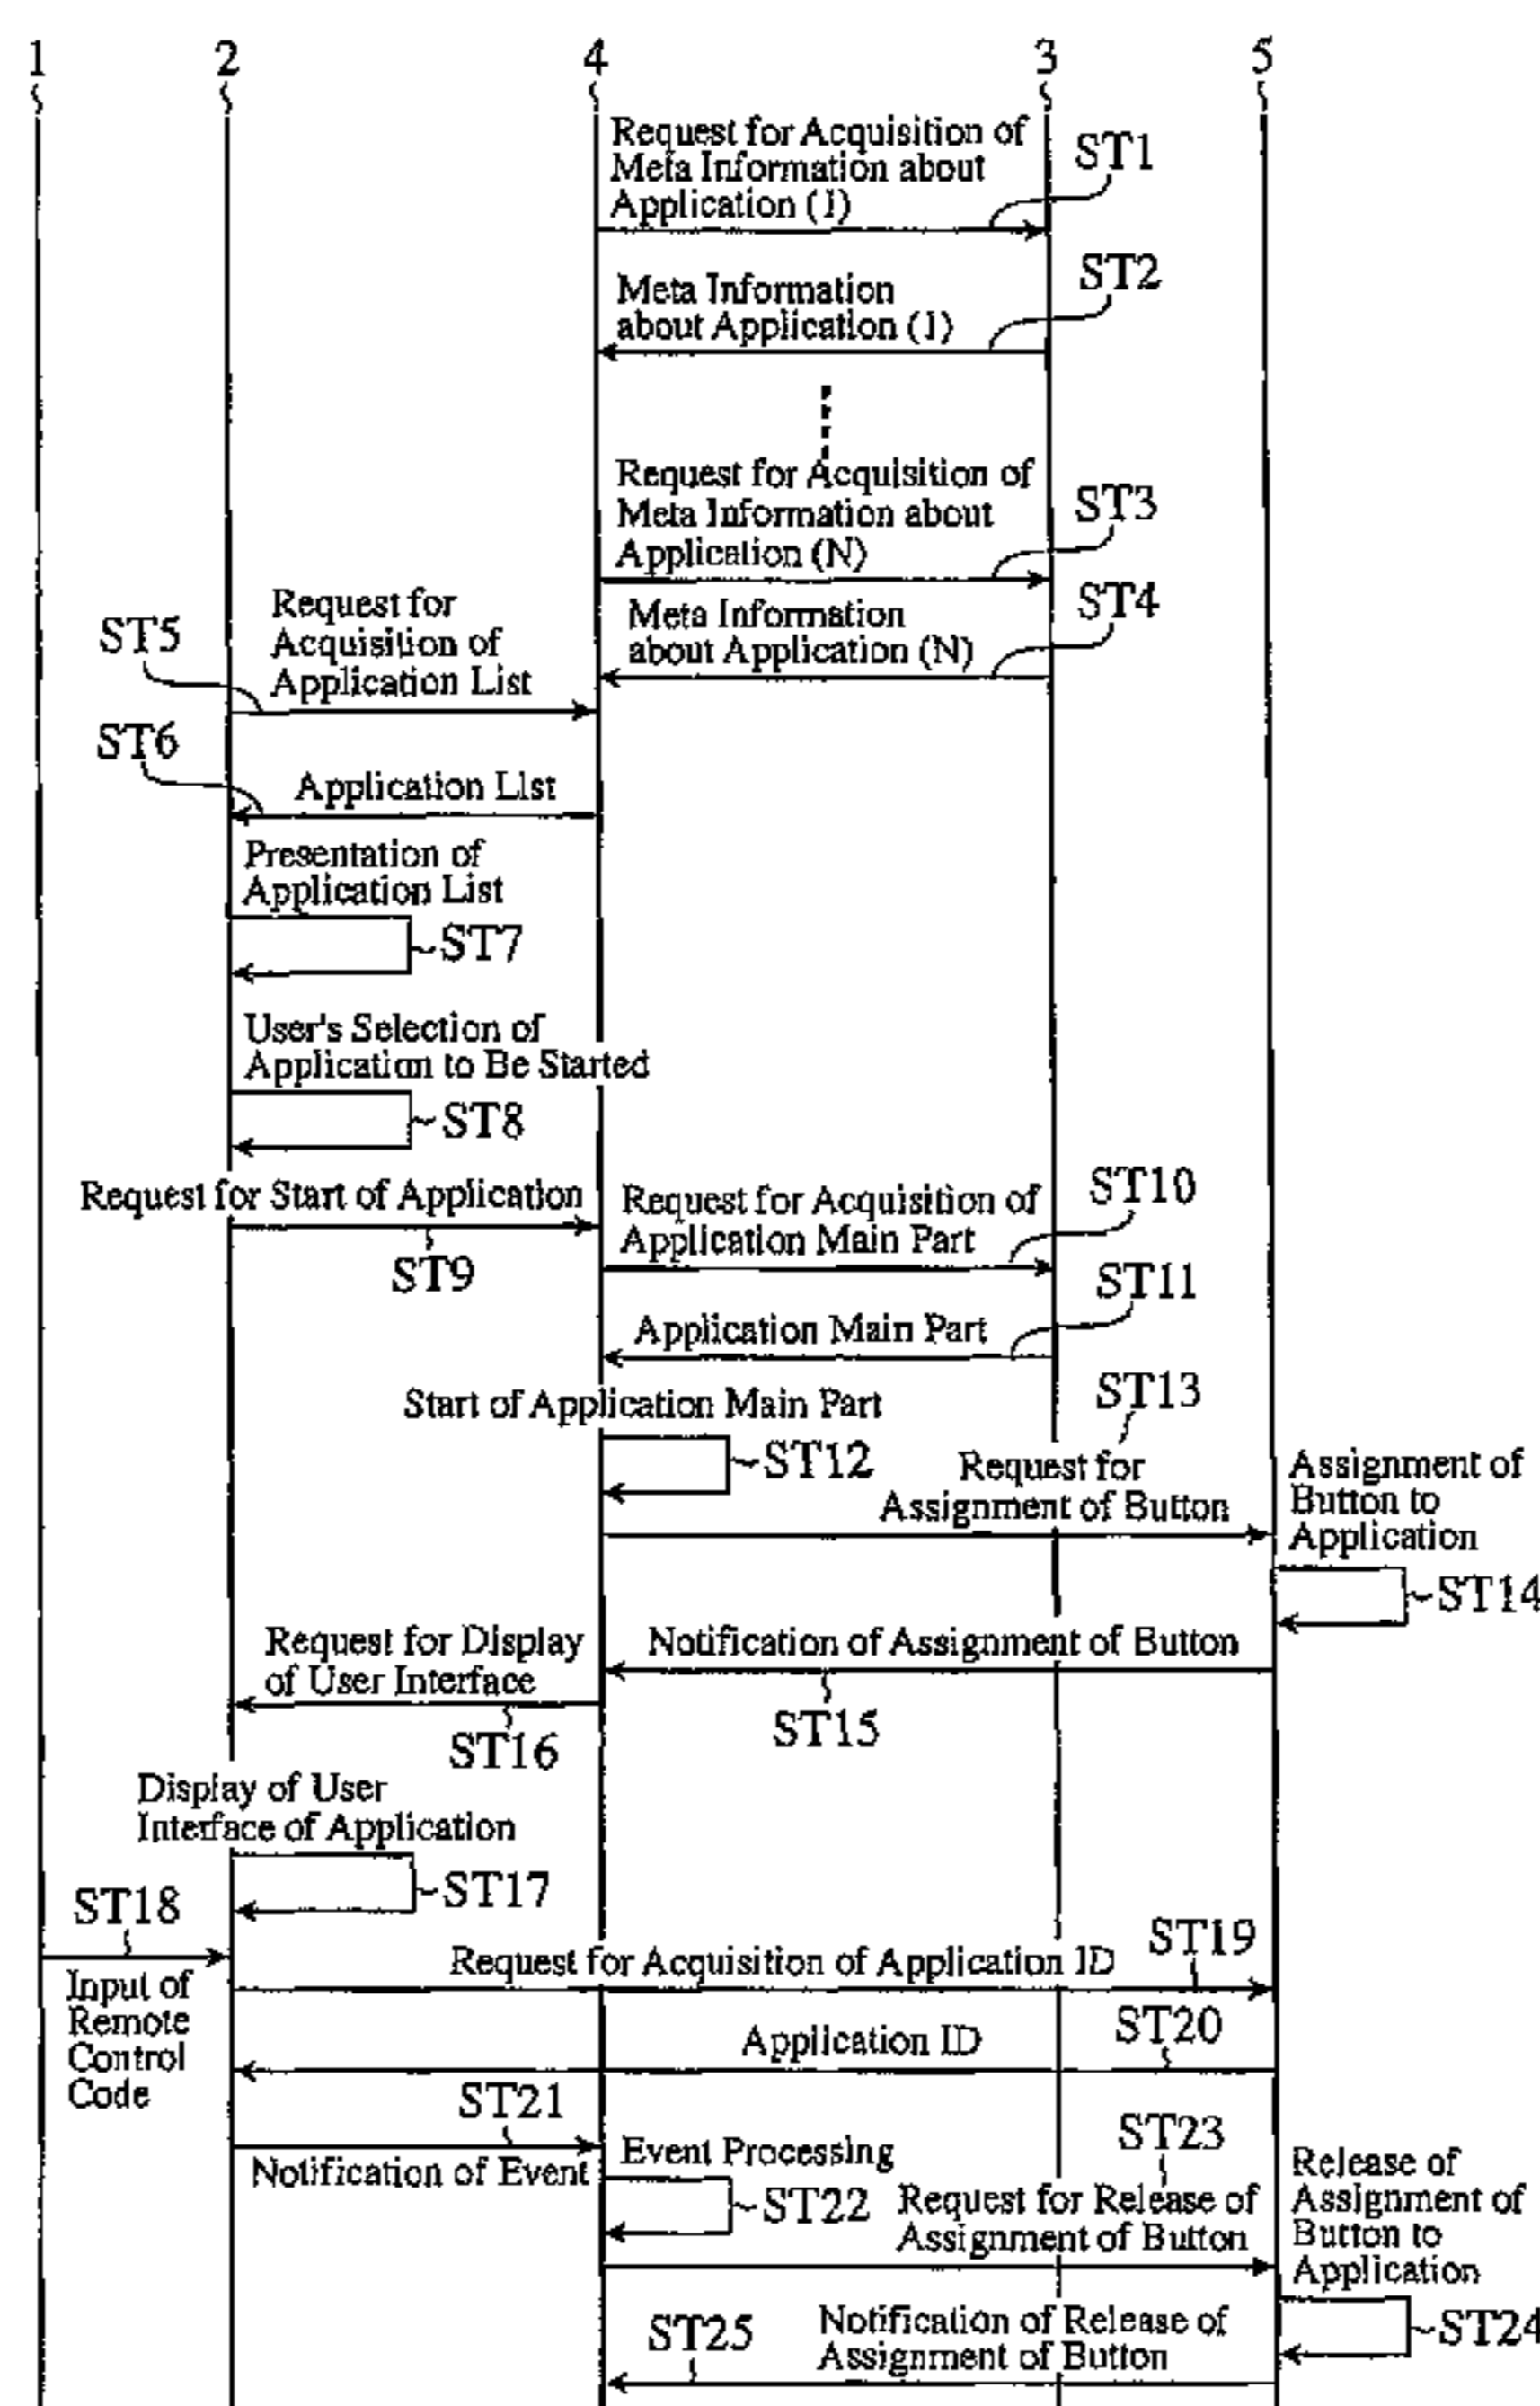 1
2
4
3
5
Request for Acquisition of
Meta Information about
Application (1)
ST1
Meta Information
about Application (1)
ST2
Request for Acquisition of
Meta Information about
Application (N)
ST3
Meta Information
about Application (N)
ST4
Request for
Acquisition of
Application List
ST5
ST6
Application List
Presentation of
Application List
ST7
User's Selection of
Application to Be Started
ST8
Request for Start of Application
ST9
Request for Acquisition of
Application Main Part
ST10
ST11
Application Main Part
Start of Application Main Part
ST12
ST13
Request for
Assignment of Button
Assignment of
Button to
Application
ST14
Notification of Assignment of Button
ST15
Request for Display
of User Interface
ST16
Display of User
Interface of Application
ST17
ST18
Input of
Remote
Control
Code
Request for Acquisition of Application ID
ST19
Application ID
ST20
ST21
Notification of Event
Event Processing
ST22
ST23
Request for Release of
Assignment of Button
Release of
Assignment of
Button to
Application
ST24
ST25
Notification of Release of
Assignment of Button